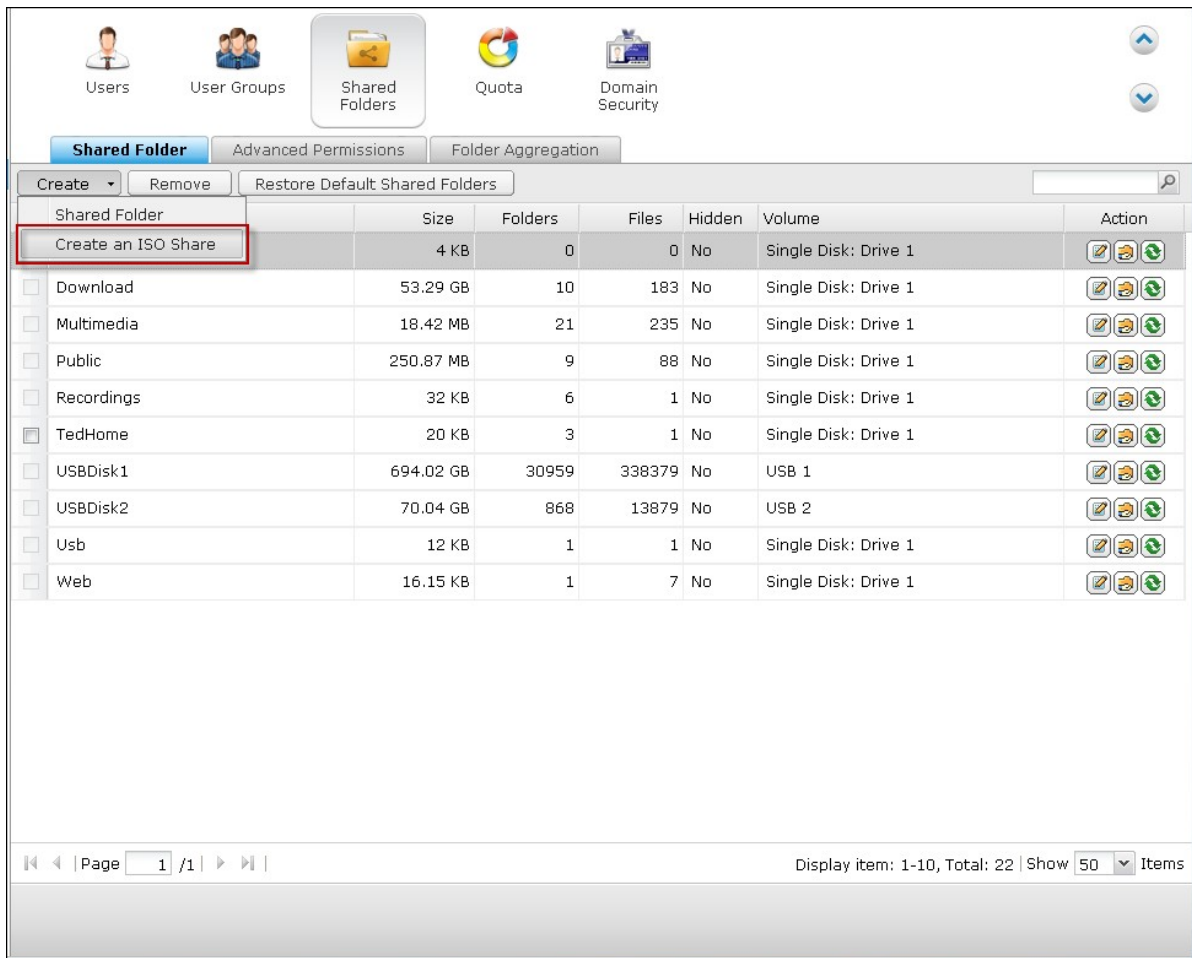 Users User Groups Shared Folders Quota Domain Security
Shared Folder Advanced Permissions Folder Aggregation
Create Remove Restore Default Shared Folders
Shared Folder
Create an ISO Share
Size Folders Files Hidden Volume Action
4 KB 0 0 No Single Disk: Drive 1
Download 53.29 GB 10 183 No Single Disk: Drive 1
Multimedia 18.42 MB 21 235 No Single Disk: Drive 1
Public 250.87 MB 9 88 No Single Disk: Drive 1
Recordings 32 KB 6 1 No Single Disk: Drive 1
TedHome 20 KB 3 1 No Single Disk: Drive 1
USBDisk1 694.02 GB 30959 338379 No USB 1
USBDisk2 70.04 GB 868 13879 No USB 2
Usb 12 KB 1 1 No Single Disk: Drive 1
Web 16.15 KB 1 7 No Single Disk: Drive 1
Page 1 /1 Display item: 1-10, Total: 22 Show 50 Items